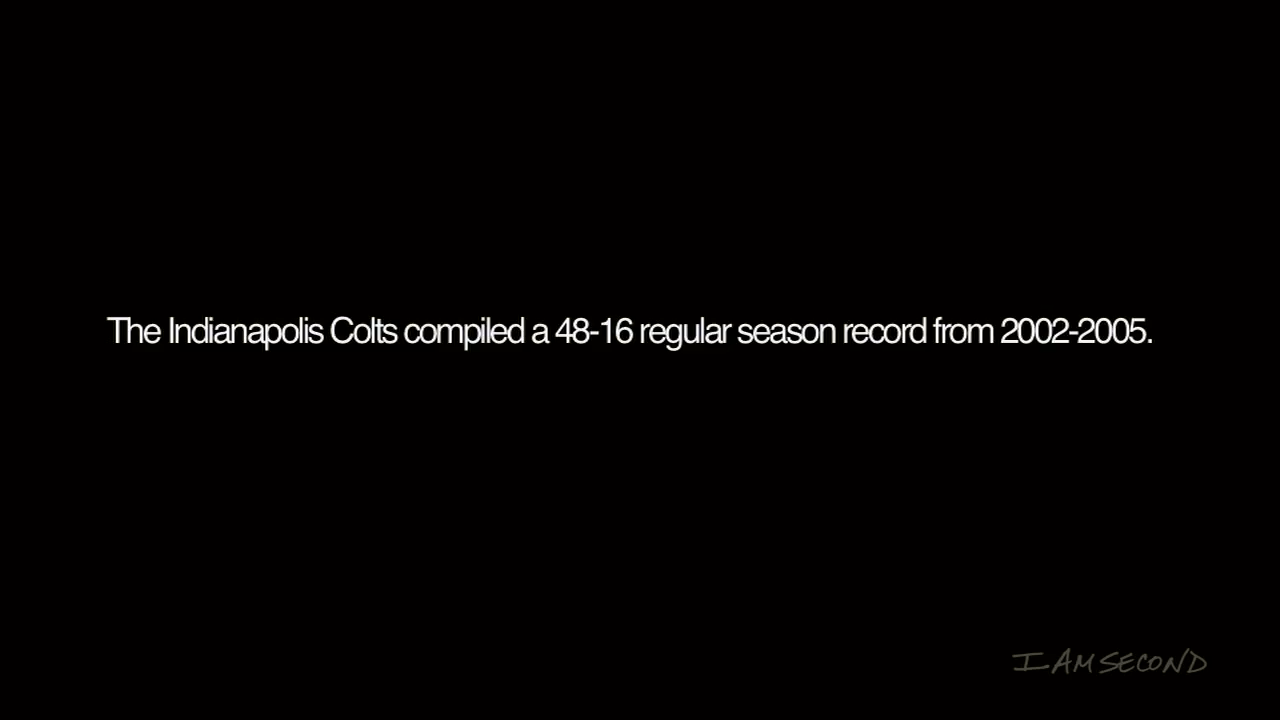 The Indianapolis Colts compiled a 48-16 regular season record from 2002-2005.
I AM SECOND